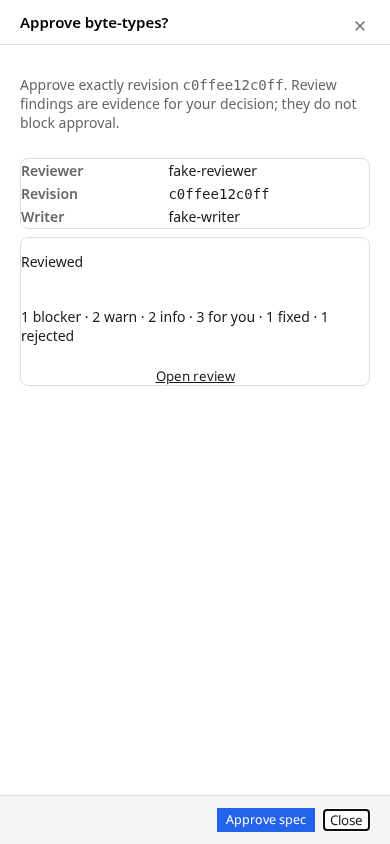 Approve byte-types?
Approve exactly revision c0ffee12c0ff. Review
findings are evidence for your decision; they do not
block approval.
Reviewer fake-reviewer
Revision c0ffee12c0ff
Writer fake-writer
Reviewed
1 blocker · 2 warn · 2 info · 3 for you · 1 fixed · 1
rejected
Open review
Approve spec Close